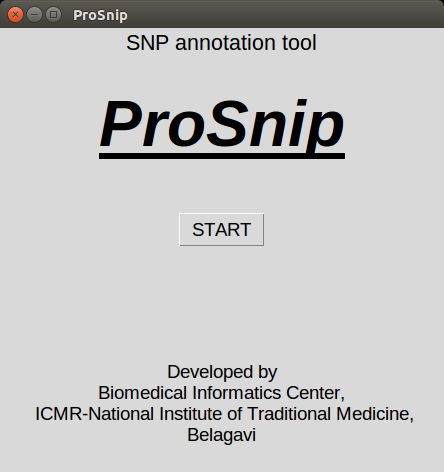 ProSnip
SNP annotation tool
ProSnip
START
Developed by
Biomedical Informatics Center,
ICMR-National Institute of Traditional Medicine,
Belagavi